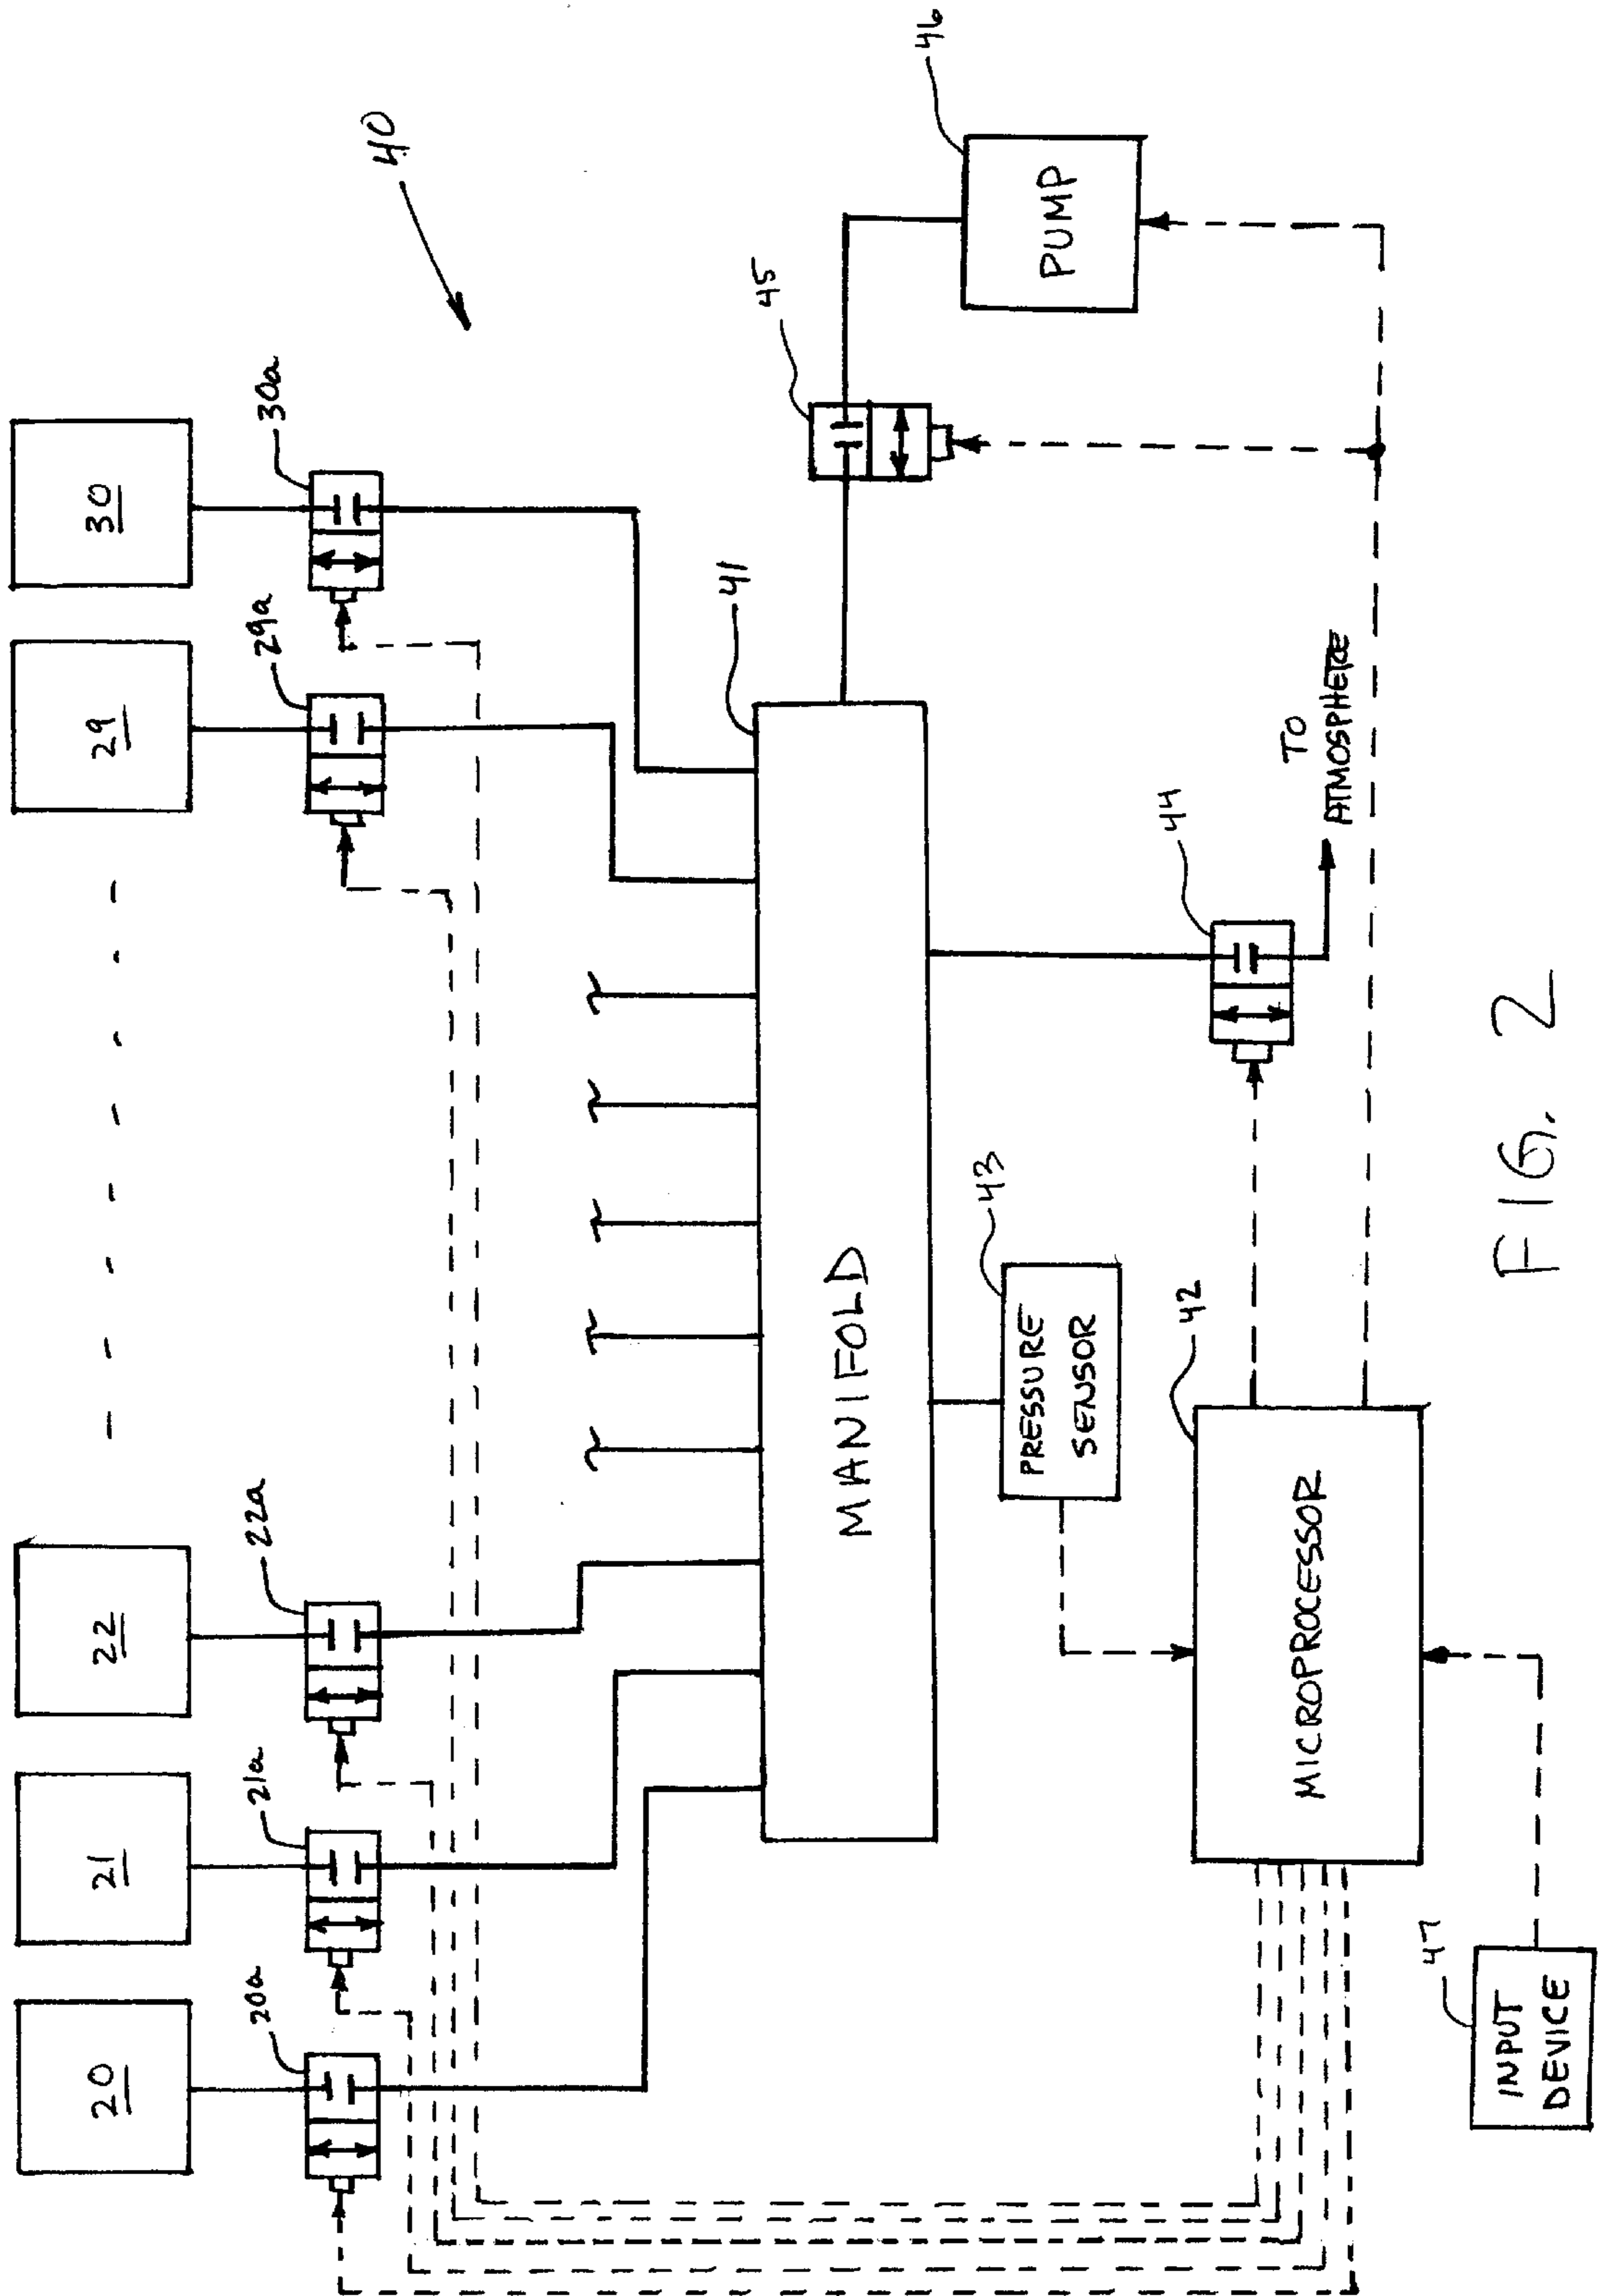 20
21
22
29
30
20a
21a
22a
29a
30a
40
41
MANIFOLD
45
46
PUMP
43
PRESSURE
SENSOR
44
TO
ATMOSPHERE
42
MICROPROCESSOR
47
INPUT
DEVICE
FIG. 2